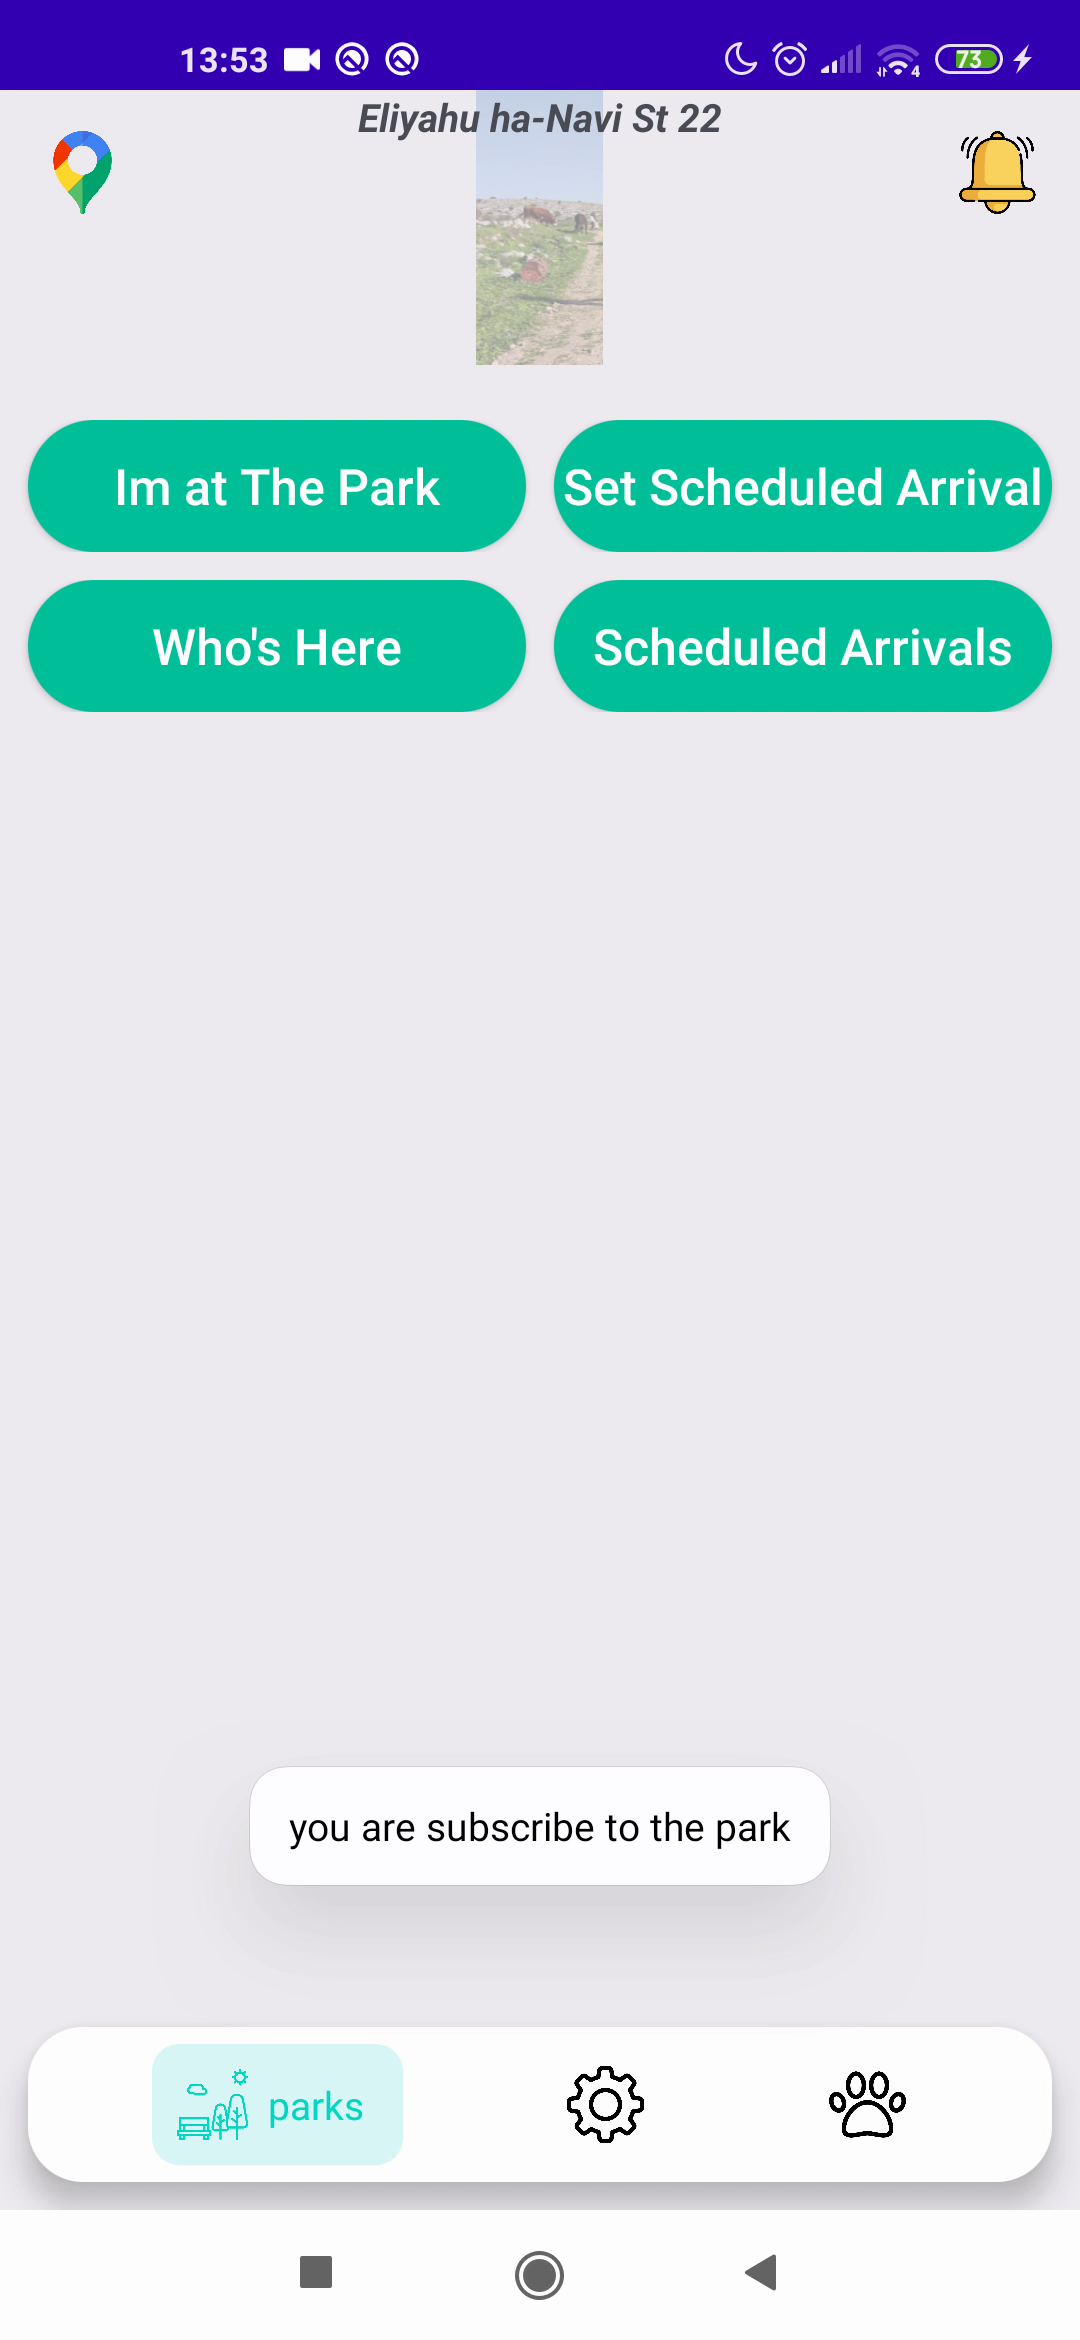 13:53
4
73
Eliyahu ha-Navi St 22
Im at The Park
Set Scheduled Arrival
Who's Here
Scheduled Arrivals
you are subscribe to the park
parks